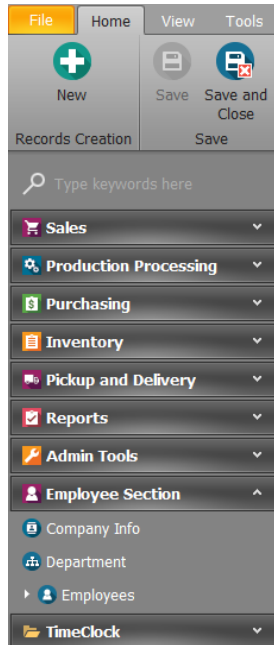 File Home View Tools
New Save Save and
Close
Records Creation Save
Type keywords here
Sales
Production Processing
Purchasing
Inventory
Pickup and Delivery
Reports
Admin Tools
Employee Section
Company Info
Department
Employees
TimeClock